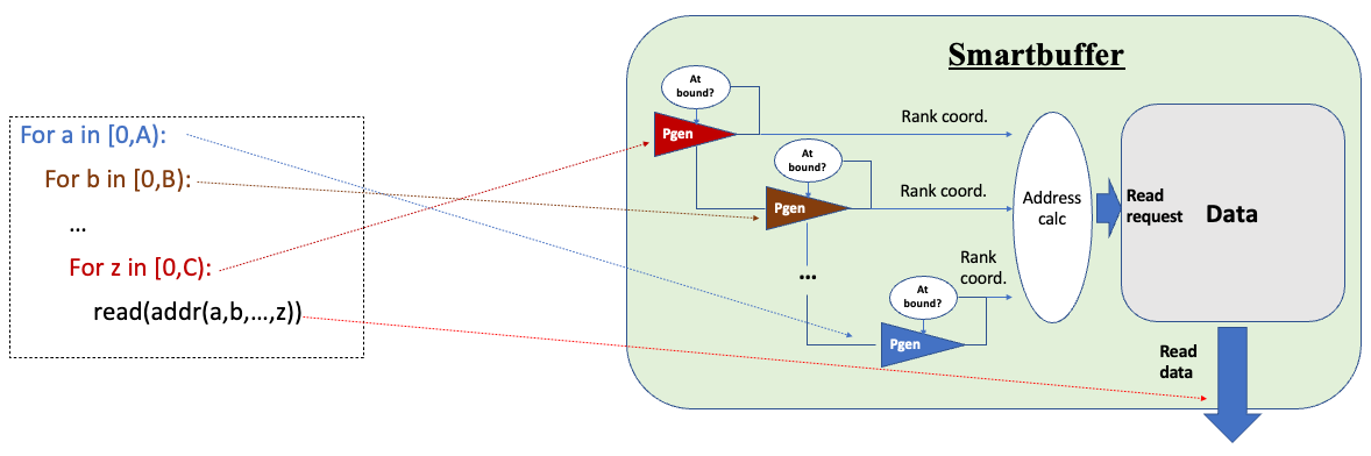 For a in [0,A):
For b in [0,B):
...
For z in [0,C):
read(addr(a,b,...,z))
Smartbuffer
At
bound?
Pgen
Rank coord.
At
bound?
Pgen
Rank coord.
...
At
bound?
Pgen
Rank
coord.
Address
calc
Read
request
Data
Read
data